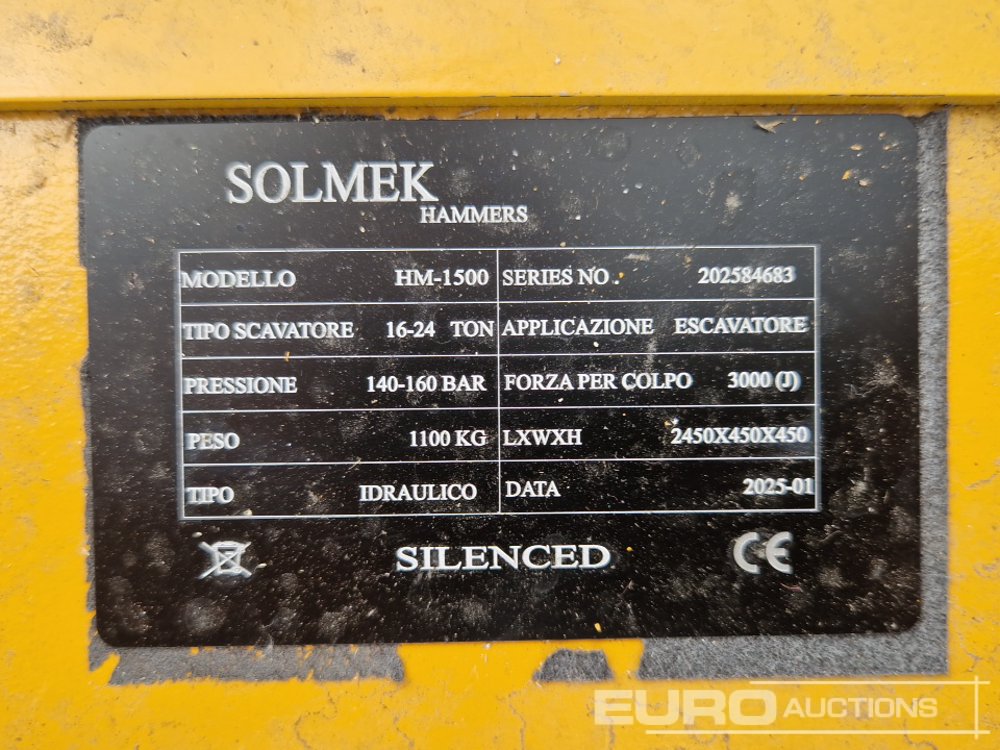 SOLMEK
HAMMERS
MODELLO HM-1500 SERIES NO. 202584683
TIPO SCAVATORE 16-24 TON APPLICAZIONE ESCAVATORE
PRESSIONE 140-160 BAR FORZA PER COLPO 3000 (J)
PESO 1100 KG LXWXH 2450X450X450
TIPO IDRAULICO DATA 2025-01
SILENCED CE
EURO AUCTIONS